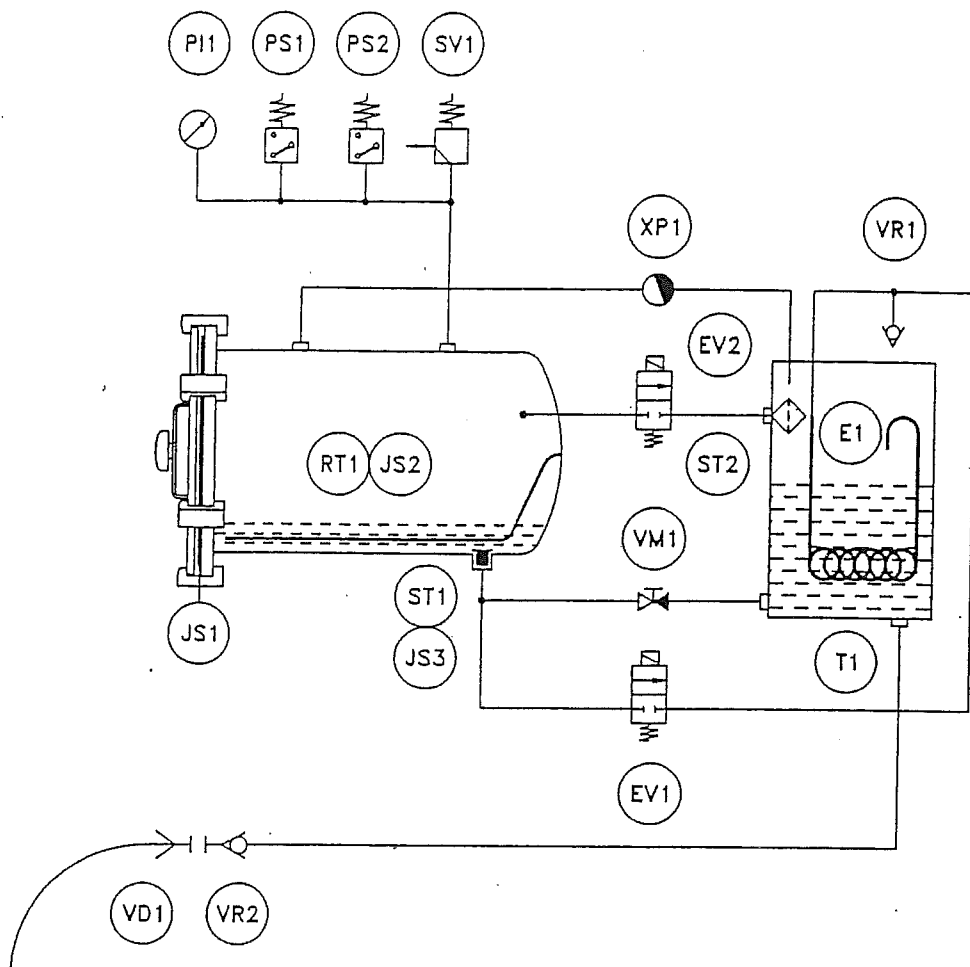 PI1
PS1
PS2
SV1
XP1
VR1
EV2
E1
RT1
JS2
ST2
VM1
ST1
JS1
JS3
T1
EV1
VD1
VR2